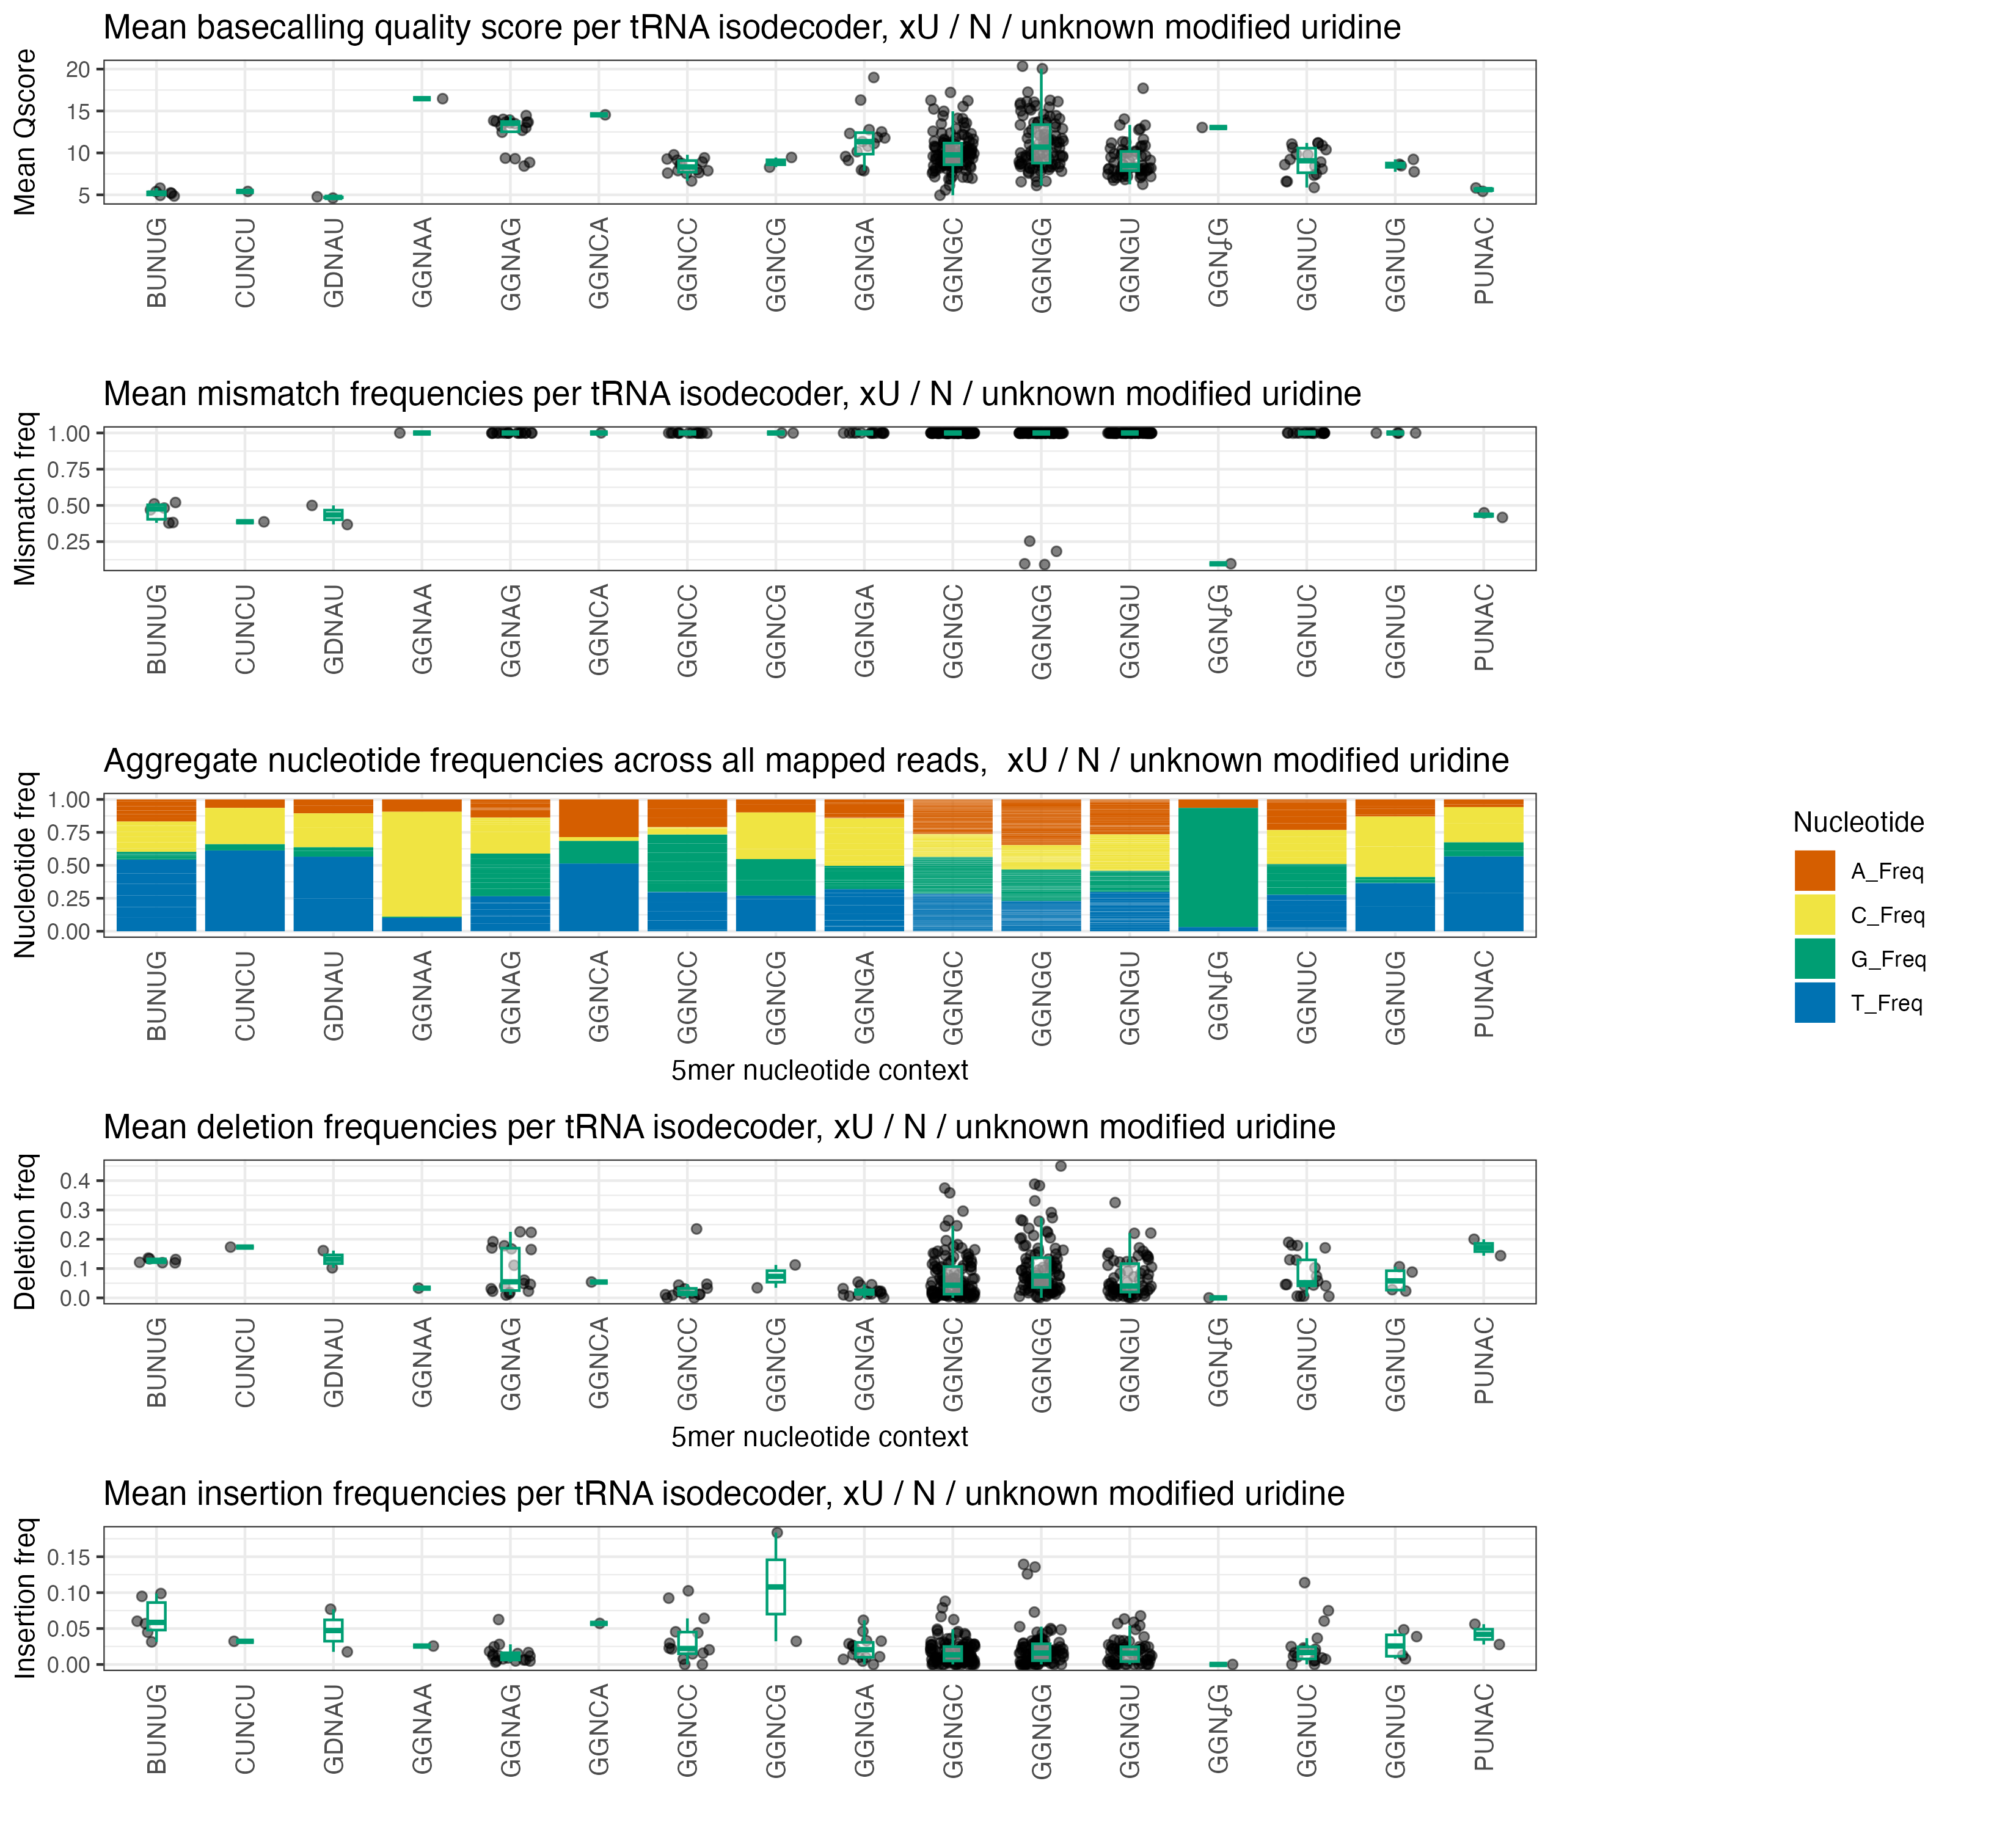 Mean basecalling quality score per tRNA isodecoder, xU / N / unknown modified uridine
Mean Qscore
20
15
10
5
BUNUG CUNCU GDNAU GGNAA GGNAG GGNCA GGNCC GGNCG GGNGA GGNGC GGNGG GGNGU GGNᶘG GGNUC GGNUG PUNAC
Mean mismatch frequencies per tRNA isodecoder, xU / N / unknown modified uridine
Mismatch freq
1.00
0.75
0.50
0.25
BUNUG CUNCU GDNAU GGNAA GGNAG GGNCA GGNCC GGNCG GGNGA GGNGC GGNGG GGNGU GGNᶘG GGNUC GGNUG PUNAC
Aggregate nucleotide frequencies across all mapped reads,  xU / N / unknown modified uridine
Nucleotide freq
1.00
0.75
0.50
0.25
0.00
BUNUG CUNCU GDNAU GGNAA GGNAG GGNCA GGNCC GGNCG GGNGA GGNGC GGNGG GGNGU GGNᶘG GGNUC GGNUG PUNAC
5mer nucleotide context
Nucleotide
A_Freq
C_Freq
G_Freq
T_Freq
Mean deletion frequencies per tRNA isodecoder, xU / N / unknown modified uridine
Deletion freq
0.4
0.3
0.2
0.1
0.0
BUNUG CUNCU GDNAU GGNAA GGNAG GGNCA GGNCC GGNCG GGNGA GGNGC GGNGG GGNGU GGNᶘG GGNUC GGNUG PUNAC
5mer nucleotide context
Mean insertion frequencies per tRNA isodecoder, xU / N / unknown modified uridine
Insertion freq
0.15
0.10
0.05
0.00
BUNUG CUNCU GDNAU GGNAA GGNAG GGNCA GGNCC GGNCG GGNGA GGNGC GGNGG GGNGU GGNᶘG GGNUC GGNUG PUNAC